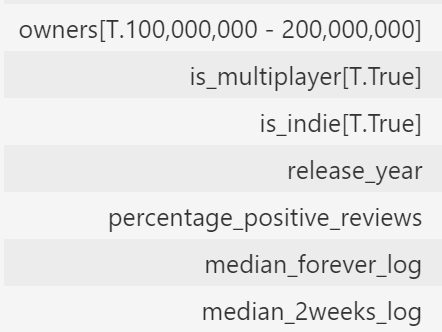 owners[T.100,000,000 - 200,000,000]
is_multiplayer[T.True]
is_indie[T.True]
release_year
percentage_positive_reviews
median_forever_log
median_2weeks_log